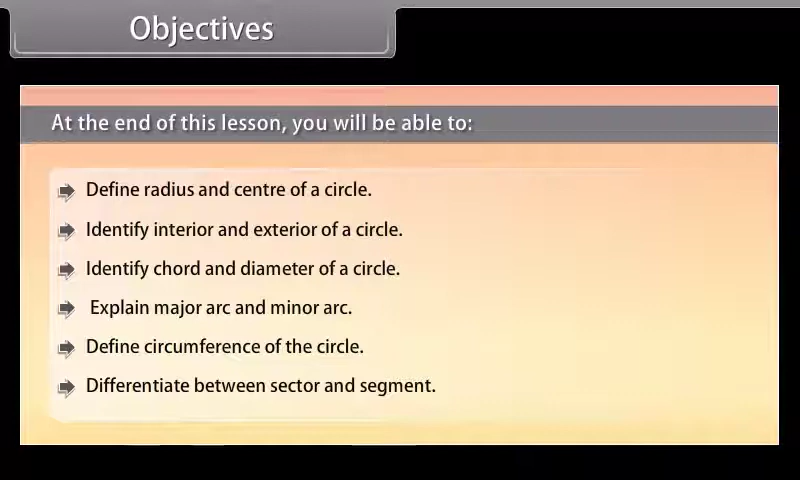 Objectives
At the end of this lesson, you will be able to:
Define radius and centre of a circle.
Identify interior and exterior of a circle.
Identify chord and diameter of a circle.
Explain major arc and minor arc.
Define circumference of the circle.
Differentiate between sector and segment.